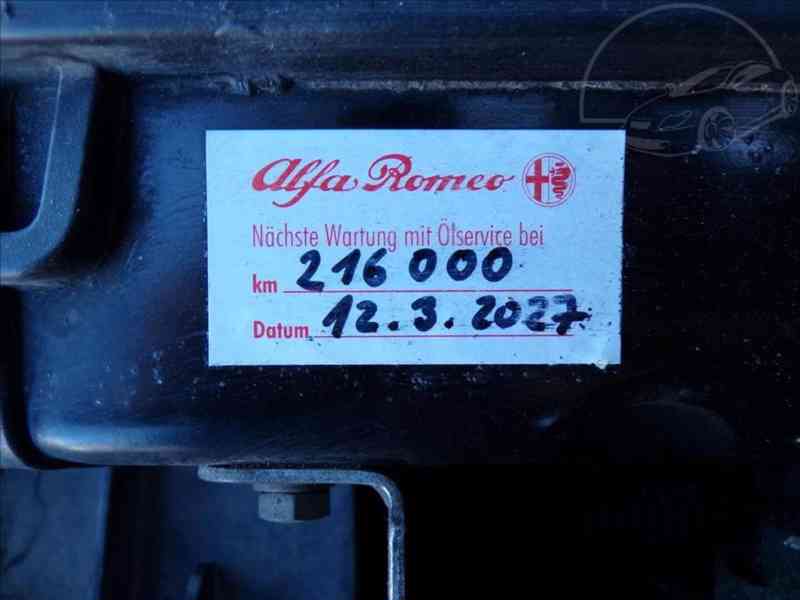 Alfa Romeo
Nächste Wartung mit Ölservice bei
km 216 000
Datum 12.3.2027